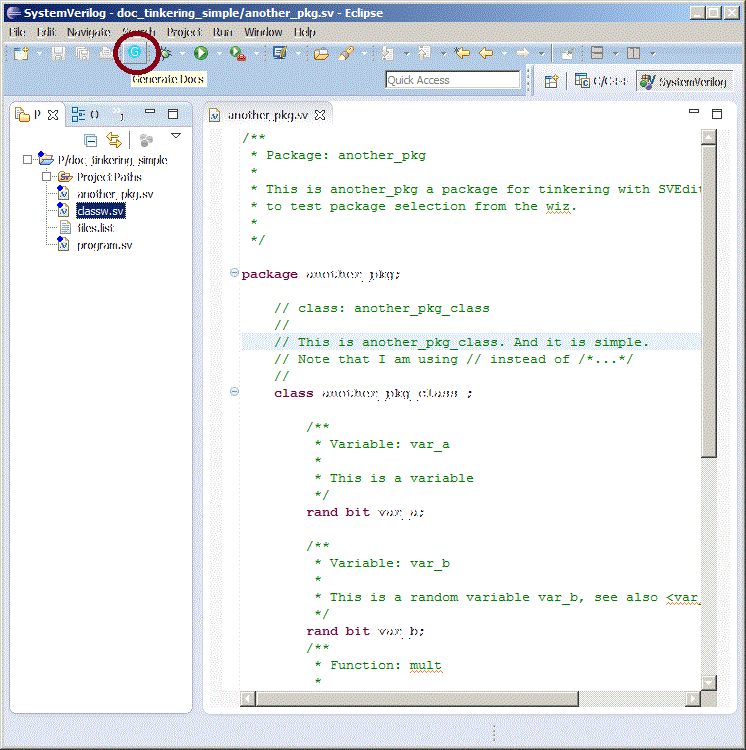 SystemVerilog - doc_tinkering_simple/another_pkg.sv - Eclipse
File Edit Navigate Search Project Run Window Help
G
Generate Docs
Quick Access
C/C++
SystemVerilog
P
O
another_pkg.sv
P/doc_tinkering_simple
Project Paths
another_pkg.sv
classw.sv
files.list
program.sv
/**
* Package: another_pkg
*
* This is another_pkg a package for tinkering with SVEdit
* to test package selection from the wiz.
*
*/
package another_pkg;
// class: another_pkg_class
//
// This is another_pkg_class. And it is simple.
// Note that I am using // instead of /*...*/
//
class another_pkg_class ;
/**
* Variable: var_a
*
* This is a variable
*/
rand bit var_a;
/**
* Variable: var_b
*
* This is a random variable var_b, see also <var_
*/
rand bit var_b;
/**
* Function: mult
*